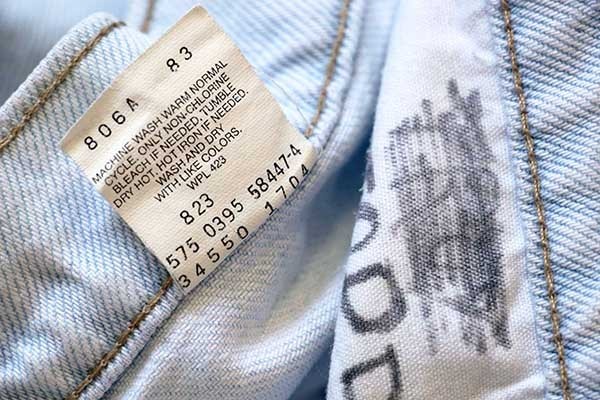 806A 83
MACHINE WASH WARM NORMAL
CYCLE. ONLY NON-CHLORINE
BLEACH IF NEEDED. TUMBLE
DRY HOT. HOT IRON IF NEEDED.
WASH AND DRY
WITH LIKE COLORS.
WPL 423
823
575 0395 58447-4
34550 1704